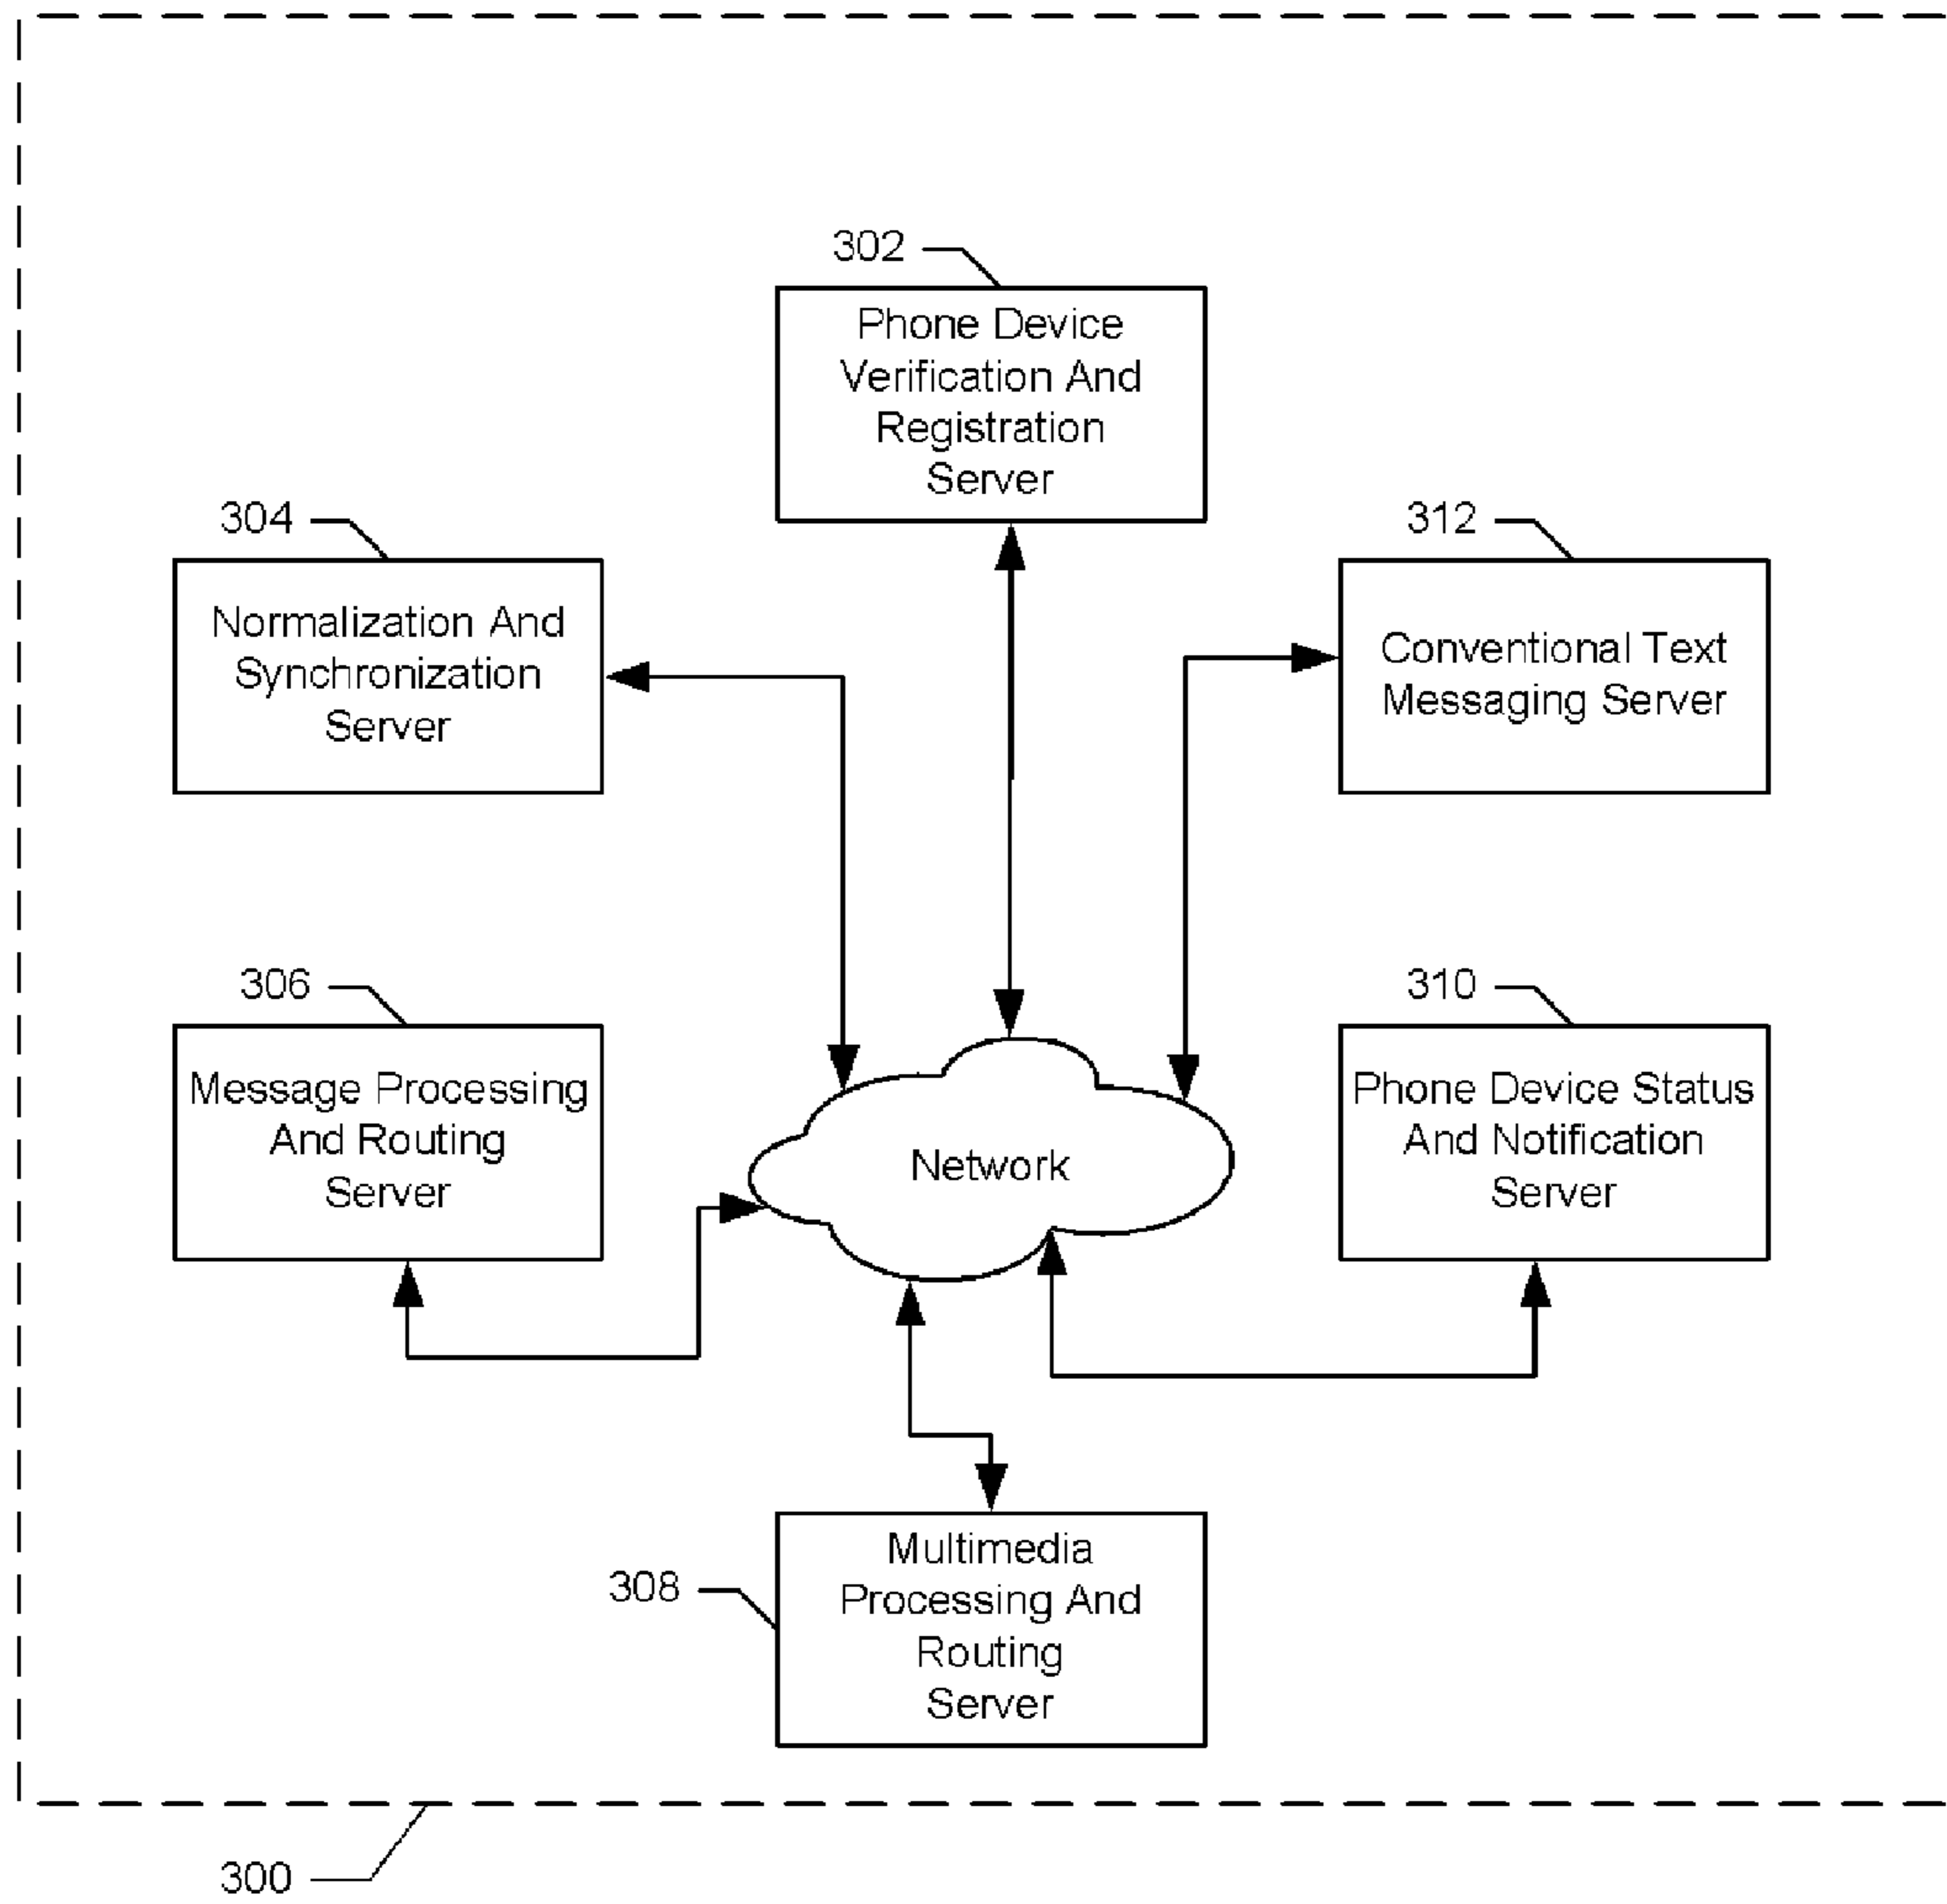 302
Phone Device
Verification And
Registration
Server
304
Normalization And
Synchronization
Server
312
Conventional Text
Messaging Server
306
Message Processing
And Routing
Server
310
Phone Device Status
And Notification
Server
Network
308
Multimedia
Processing And
Routing
Server
300